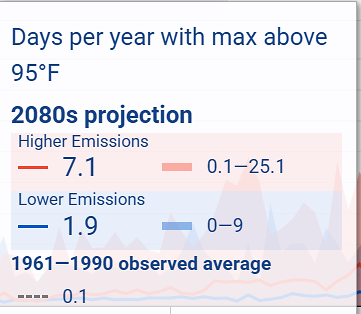 Days per year with max above
95°F
2080s projection
Higher Emissions
7.1 0.1—25.1
Lower Emissions
1.9 0—9
1961—1990 observed average
0.1